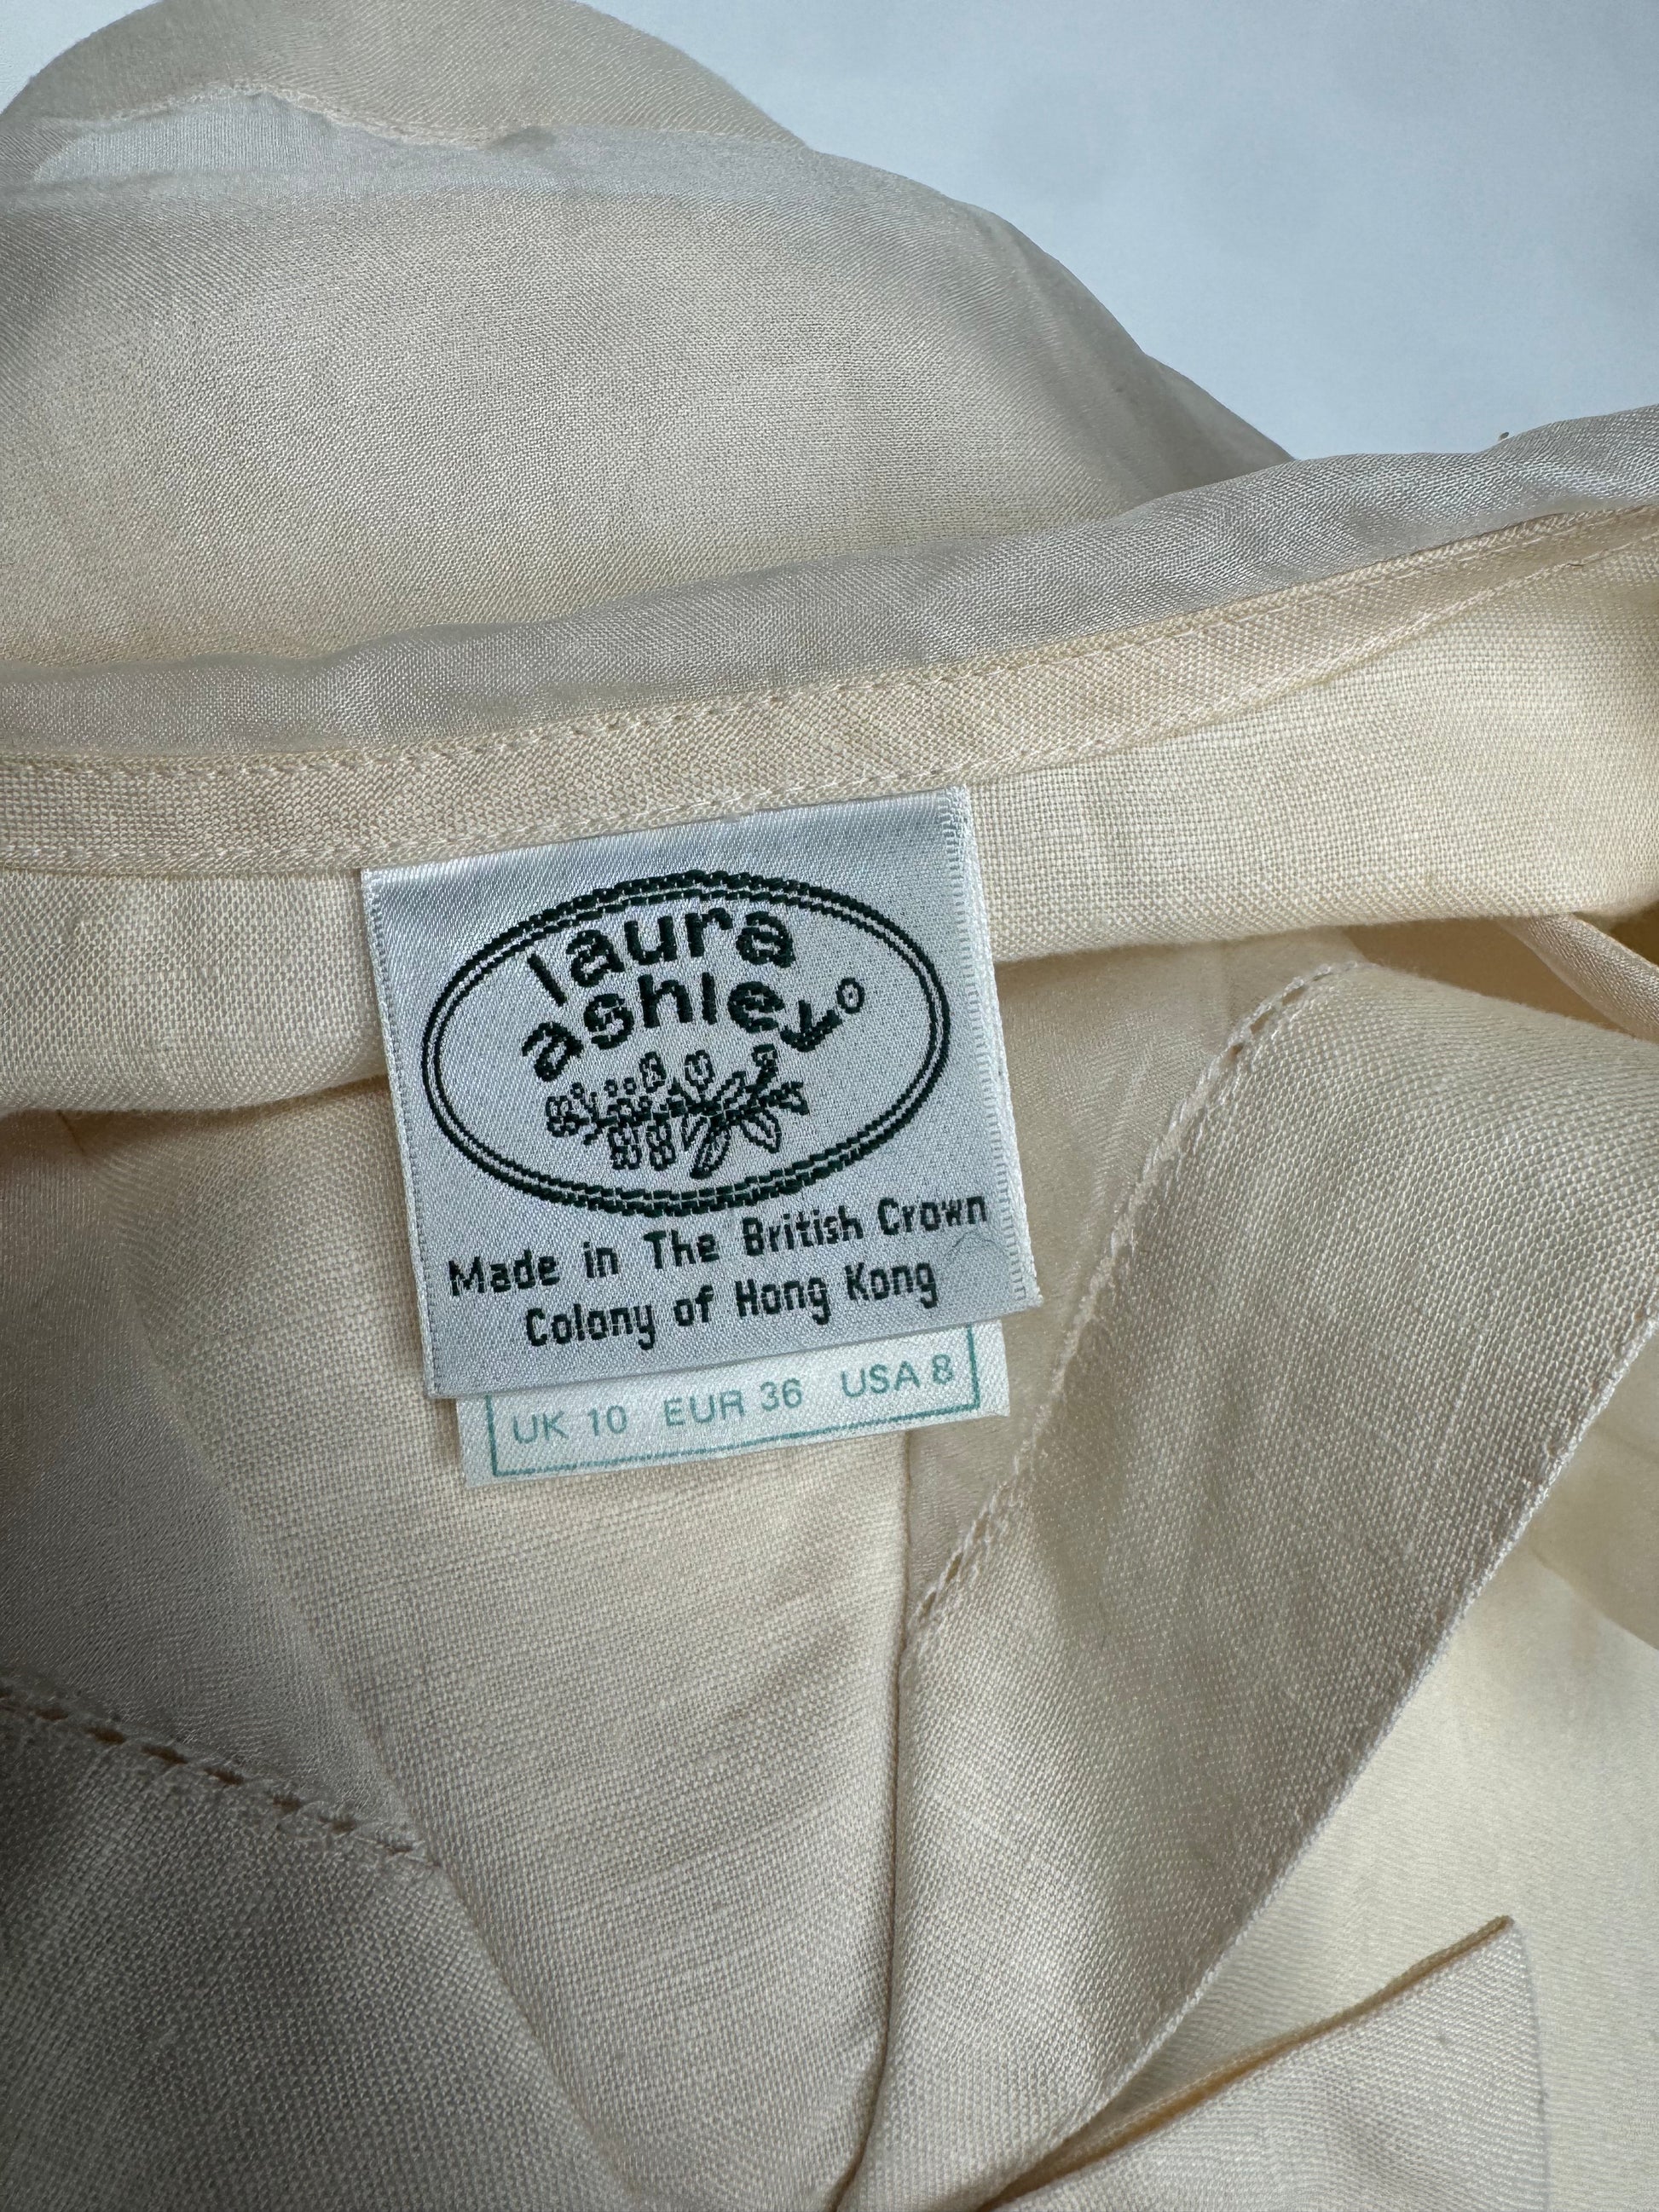 laura
ashley
Made in The British Crown
Colony of Hong Kong
UK 10 EUR 36 USA 8